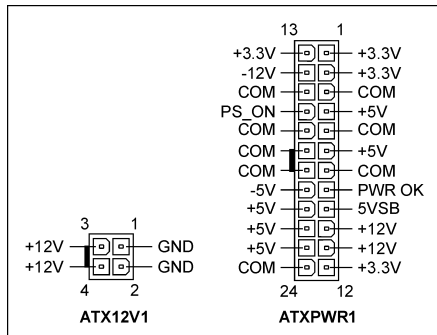 13 1
+3.3V +3.3V
-12V +3.3V
COM COM
PS_ON +5V
COM COM
COM +5V
COM COM
-5V PWR OK
+5V 5VSB
+5V +12V
+5V +12V
COM +3.3V
24 12
ATXPWR1
3 1
+12V GND
+12V GND
4 2
ATX12V1